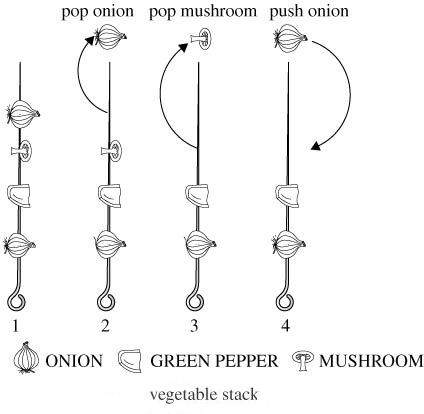 pop onion pop mushroom push onion
1 2 3 4
ONION GREEN PEPPER MUSHROOM
vegetable stack